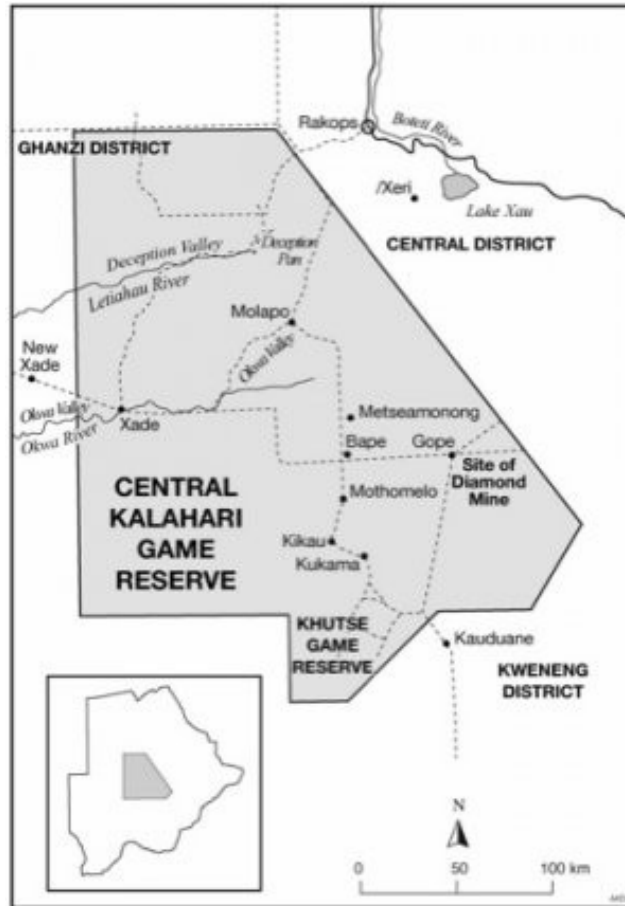 Rakops
Boteti River
GHANZI DISTRICT
/Xeri
Lake Xau
CENTRAL DISTRICT
Deception Valley
Deception
Pan
Letiahau River
Molapo
New
Xade
Okwa Valley
Okwa Valley
Okwa River
Xade
Metseamonong
Bape
Gope
Site of
Diamond
Mine
CENTRAL
KALAHARI
GAME
RESERVE
Mothomelo
Kikau
Kukama
KHUTSE
GAME
RESERVE
Kauduane
KWENENG
DISTRICT
N
0 50 100 km